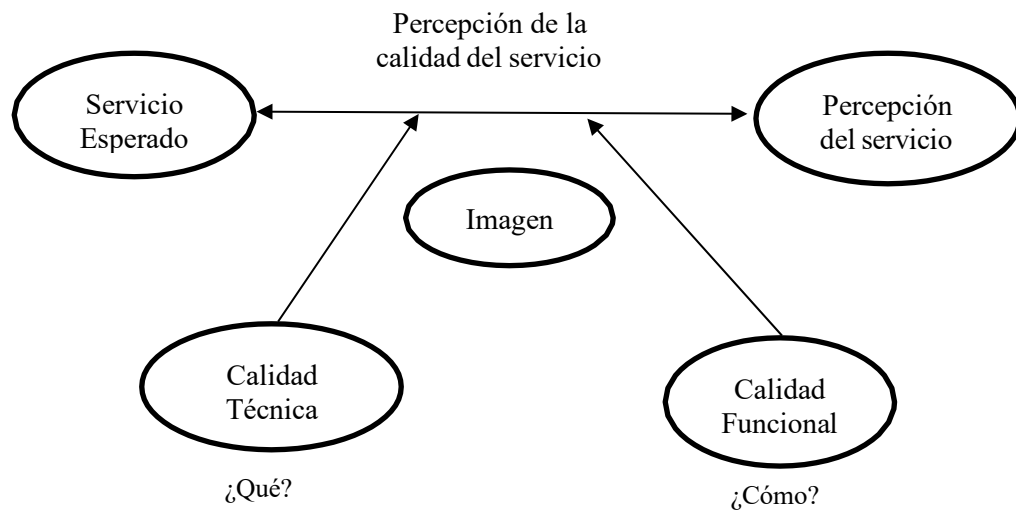 Percepción de la
calidad del servicio
Servicio
Esperado
Percepción
del servicio
Imagen
Calidad
Técnica
Calidad
Funcional
¿Qué?
¿Cómo?